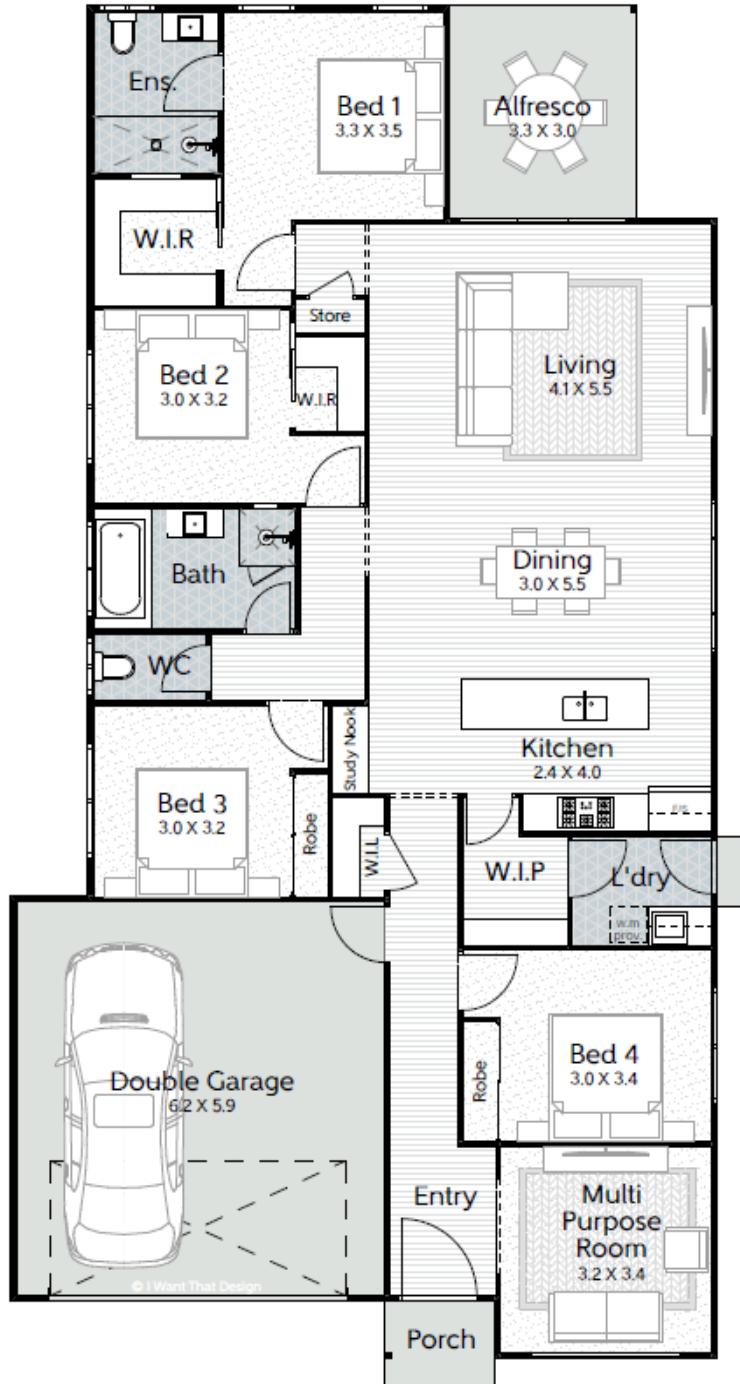 Ens.
Bed 1
3.3 X 3.5
Alfresco
3.3 X 3.0
W.I.R
Store
Living
4.1 X 5.5
Bed 2
3.0 X 3.2
W.I.R
Dining
3.0 X 5.5
Bath
WC
Study Nook
Kitchen
2.4 X 4.0
Bed 3
3.0 X 3.2
Robe
W.I.L
W.I.P
L'dry
w.m
prov.
Bed 4
3.0 X 3.4
Robe
Double Garage
6.2 X 5.9
Entry
Multi
Purpose
Room
3.2 X 3.4
© I Want That Design
Porch